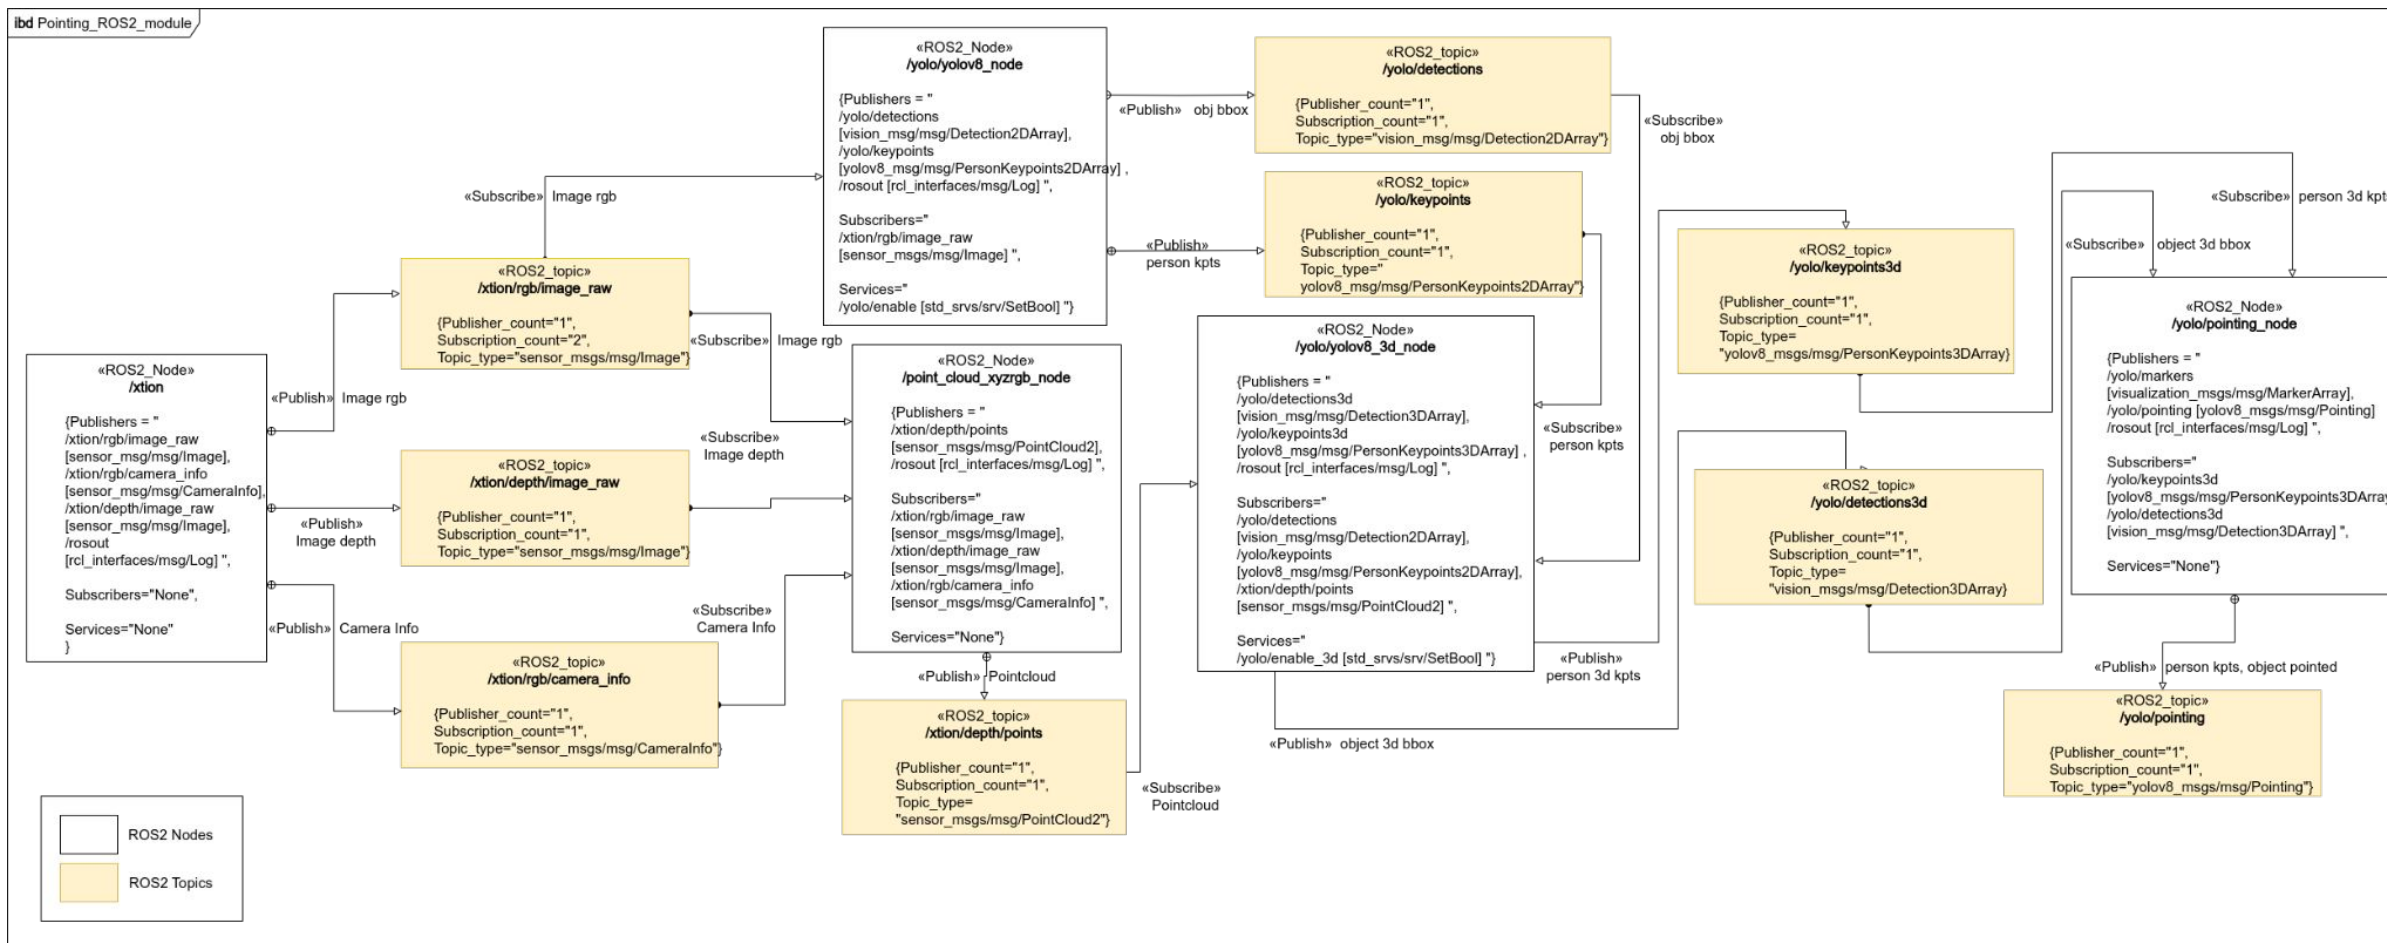 ibd Pointing_ROS2_module
«ROS2_Node»
/xtion
{Publishers = "
/xtion/rgb/image_raw
[sensor_msg/msg/Image],
/xtion/rgb/camera_info
[sensor_msg/msg/CameraInfo],
/xtion/depth/image_raw
[sensor_msg/msg/Image],
/rosout
[rcl_interfaces/msg/Log] ",
Subscribers="None",
Services="None"
}
«Publish» Image rgb
«Publish»
Image depth
«Publish» Camera Info
«ROS2_topic»
/xtion/rgb/image_raw
{Publisher_count="1",
Subscription_count="2",
Topic_type="sensor_msgs/msg/Image"}
«ROS2_topic»
/xtion/depth/image_raw
{Publisher_count="1",
Subscription_count="1",
Topic_type="sensor_msgs/msg/Image"}
«ROS2_topic»
/xtion/rgb/camera_info
{Publisher_count="1",
Subscription_count="1",
Topic_type="sensor_msgs/msg/CameraInfo"}
«Subscribe» Image rgb
«Subscribe» Image rgb
«Subscribe»
Image depth
«Subscribe»
Camera Info
«ROS2_Node»
/yolo/yolov8_node
{Publishers = "
/yolo/detections
[vision_msg/msg/Detection2DArray],
/yolo/keypoints
[yolov8_msg/msg/PersonKeypoints2DArray] ,
/rosout [rcl_interfaces/msg/Log] ",
Subscribers="
/xtion/rgb/image_raw
[sensor_msgs/msg/Image] ",
Services="
/yolo/enable [std_srvs/srv/SetBool] "}
«ROS2_Node»
/point_cloud_xyzrgb_node
{Publishers = "
/xtion/depth/points
[sensor_msgs/msg/PointCloud2],
/rosout [rcl_interfaces/msg/Log] ",
Subscribers="
/xtion/rgb/image_raw
[sensor_msgs/msg/Image],
/xtion/depth/image_raw
[sensor_msgs/msg/Image],
/xtion/rgb/camera_info
[sensor_msgs/msg/CameraInfo] ",
Services="None"}
«Publish» Pointcloud
«ROS2_topic»
/xtion/depth/points
{Publisher_count="1",
Subscription_count="1",
Topic_type=
"sensor_msgs/msg/PointCloud2"}
«Subscribe»
Pointcloud
«Publish» obj bbox
«Publish»
person kpts
«ROS2_topic»
/yolo/detections
{Publisher_count="1",
Subscription_count="1",
Topic_type="vision_msg/msg/Detection2DArray"}
«ROS2_topic»
/yolo/keypoints
{Publisher_count="1",
Subscription_count="1",
Topic_type="
yolov8_msg/msg/PersonKeypoints2DArray"}
«Subscribe»
obj bbox
«Subscribe»
person kpts
«ROS2_Node»
/yolo/yolov8_3d_node
{Publishers = "
/yolo/detections3d
[vision_msg/msg/Detection3DArray],
/yolo/keypoints3d
[yolov8_msg/msg/PersonKeypoints3DArray] ,
/rosout [rcl_interfaces/msg/Log] ",
Subscribers="
/yolo/detections
[vision_msg/msg/Detection2DArray],
/yolo/keypoints
[yolov8_msg/msg/PersonKeypoints2DArray],
/xtion/depth/points
[sensor_msgs/msg/PointCloud2] ",
Services="
/yolo/enable_3d [std_srvs/srv/SetBool] "}
«Publish»
person 3d kpts
«Publish» object 3d bbox
«ROS2_topic»
/yolo/keypoints3d
{Publisher_count="1",
Subscription_count="1",
Topic_type=
"yolov8_msgs/msg/PersonKeypoints3DArray}
«ROS2_topic»
/yolo/detections3d
{Publisher_count="1",
Subscription_count="1",
Topic_type=
"vision_msgs/msg/Detection3DArray}
«Subscribe» person 3d kpts
«Subscribe» object 3d bbox
«ROS2_Node»
/yolo/pointing_node
{Publishers = "
/yolo/markers
[visualization_msgs/msg/MarkerArray],
/yolo/pointing [yolov8_msgs/msg/Pointing]
/rosout [rcl_interfaces/msg/Log] ",
Subscribers="
/yolo/keypoints3d
[yolov8_msgs/msg/PersonKeypoints3DArray
/yolo/detections3d
[vision_msg/msg/Detection3DArray] ",
Services="None"}
«Publish» person kpts, object pointed
«ROS2_topic»
/yolo/pointing
{Publisher_count="1",
Subscription_count="1",
Topic_type="yolov8_msgs/msg/Pointing"}
ROS2 Nodes
ROS2 Topics